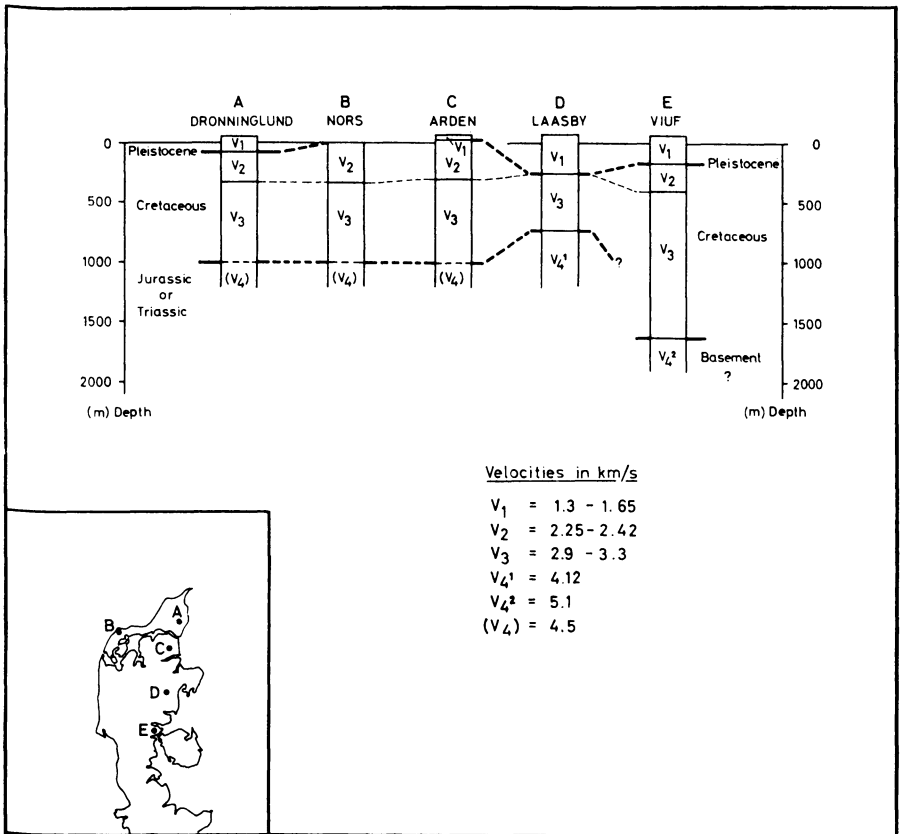 A B C D E
DRONNINGLUND NORS ARDEN LAASBY VIUF
0 V₁ V₁ V₁ V₁ 0
Pleistocene Pleistocene
V₂ V₂ V₂ V₂
500 500
Cretaceous V₃ V₃ V₃ V₃ V₃ Cretaceous
1000 (V₄) (V₄) (V₄) V₄¹ ? 1000
Jurassic
or
Triassic
1500 1500
V₄² Basement
?
2000 2000
(m) Depth (m) Depth
Velocities in km/s
V₁ = 1.3 - 1.65
V₂ = 2.25 - 2.42
V₃ = 2.9 - 3.3
V₄¹ = 4.12
V₄² = 5.1
(V₄) = 4.5
A
B
C
D
E